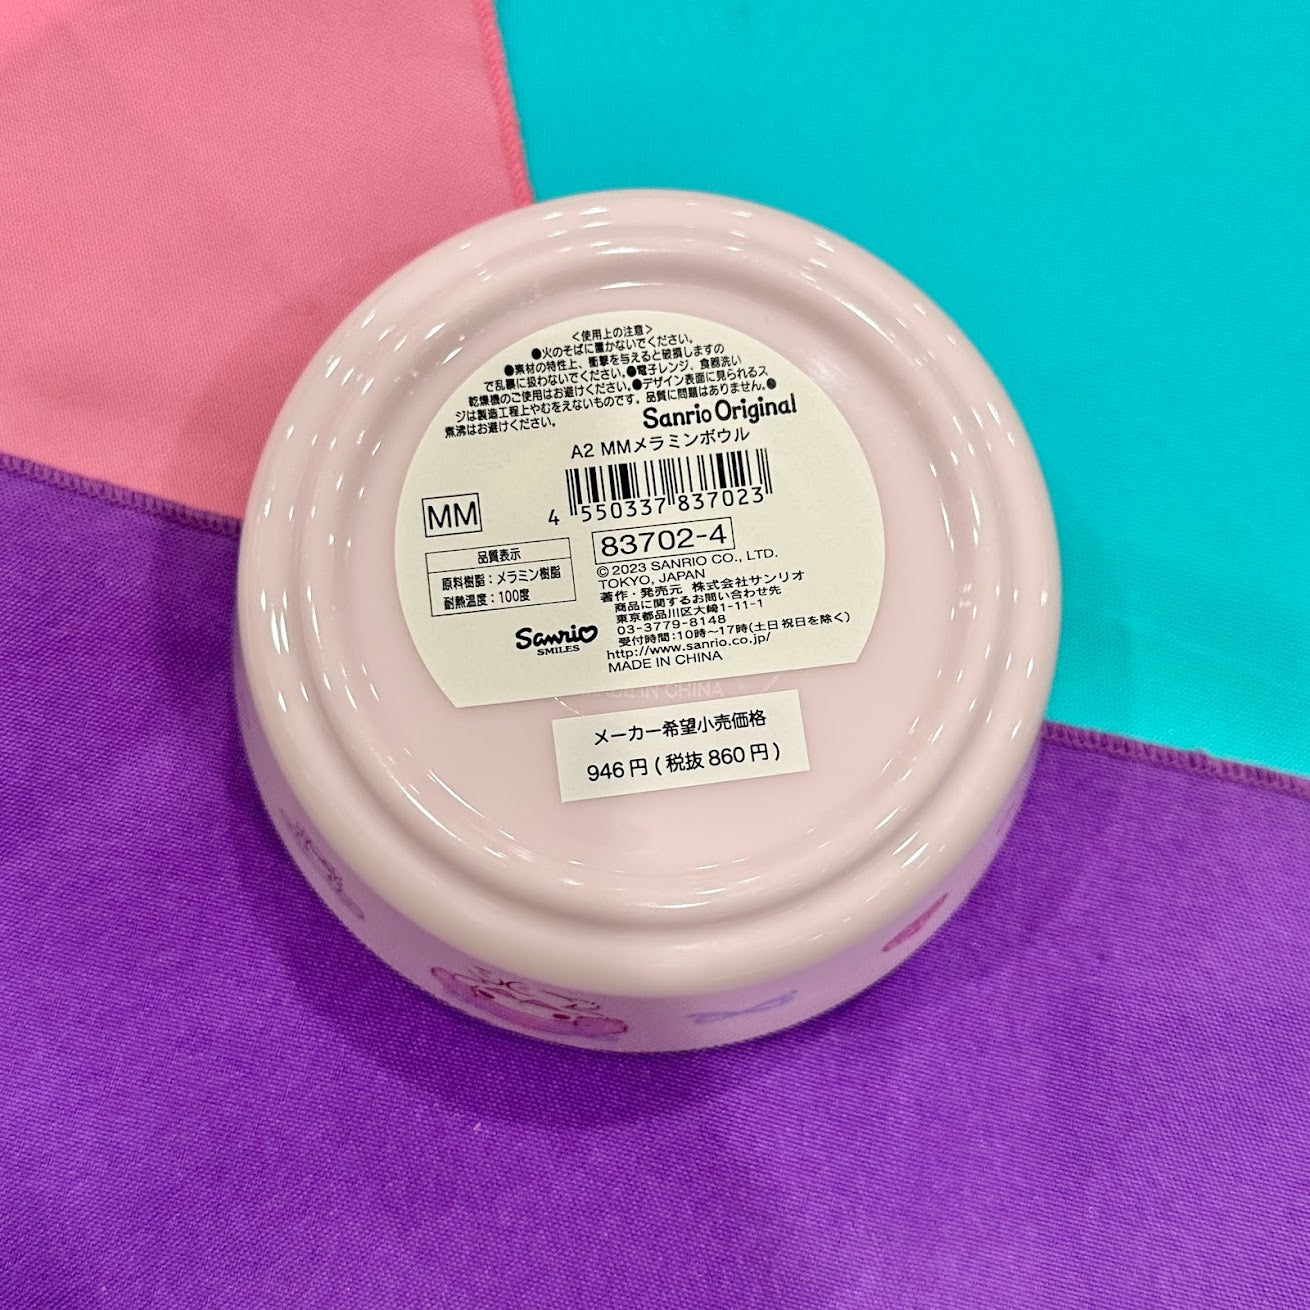 ＜使用上の注意＞
●火のそばに置かないでください。
●素材の特性上、衝撃を与えると破損しますの
で乱暴に扱わないでください。●電子レンジ、食器洗い
乾燥機のご使用はお避けください。●デザイン表面に見られるス
ジは製造工程上やむをえないものです。品質に問題はありません。●
煮沸はお避けください。
Sanrio Original
A2 MMメラミンボウル
4 550337 837023
MM
83702-4
品質表示
原料樹脂：メラミン樹脂
耐熱温度：100度
©2023 SANRIO CO., LTD.
TOKYO, JAPAN
著作・発売元 株式会社サンリオ
商品に関するお問い合わせ先
東京都品川区大崎1-11-1
03-3779-8148
受付時間：10時～17時(土日祝日を除く)
http://www.sanrio.co.jp/
MADE IN CHINA
Sanrio
SMILES
MADE IN CHINA
メーカー希望小売価格
946円(税抜860円)